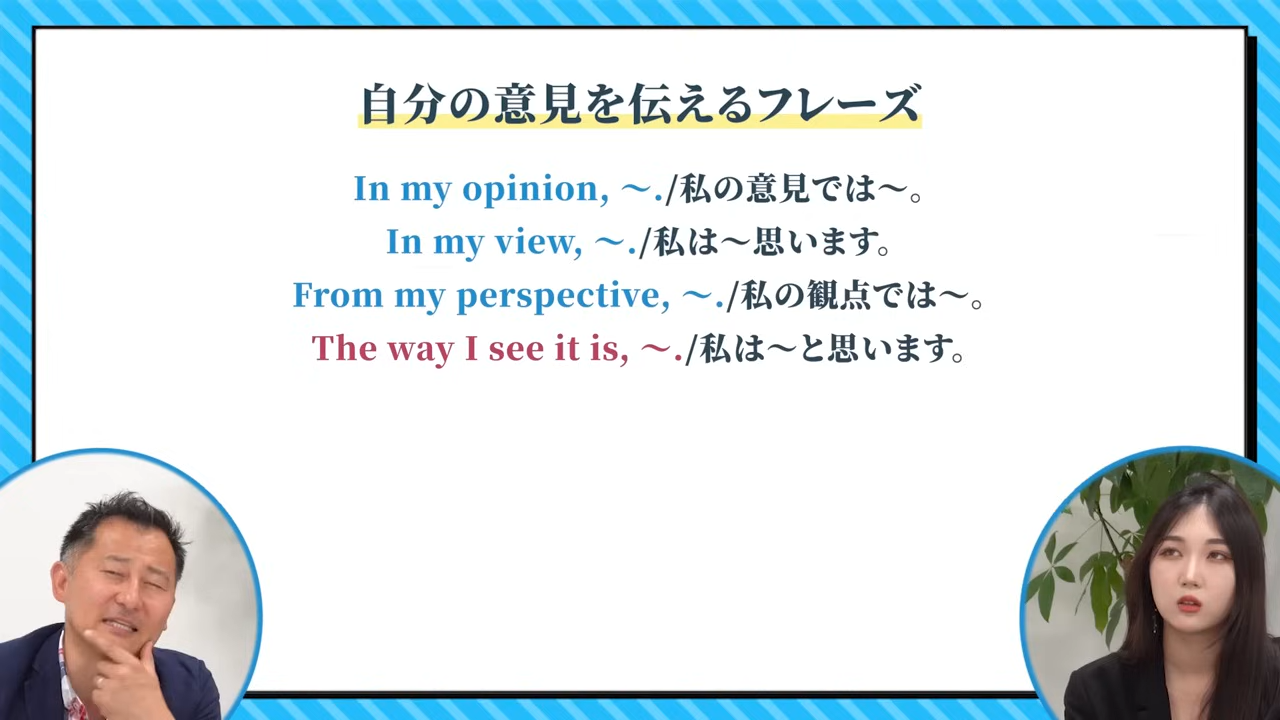 自分の意見を伝えるフレーズ
In my opinion, ～./私の意見では～。
In my view, ～./私は～思います。
From my perspective, ～./私の観点では～。
The way I see it is, ～./私は～と思います。